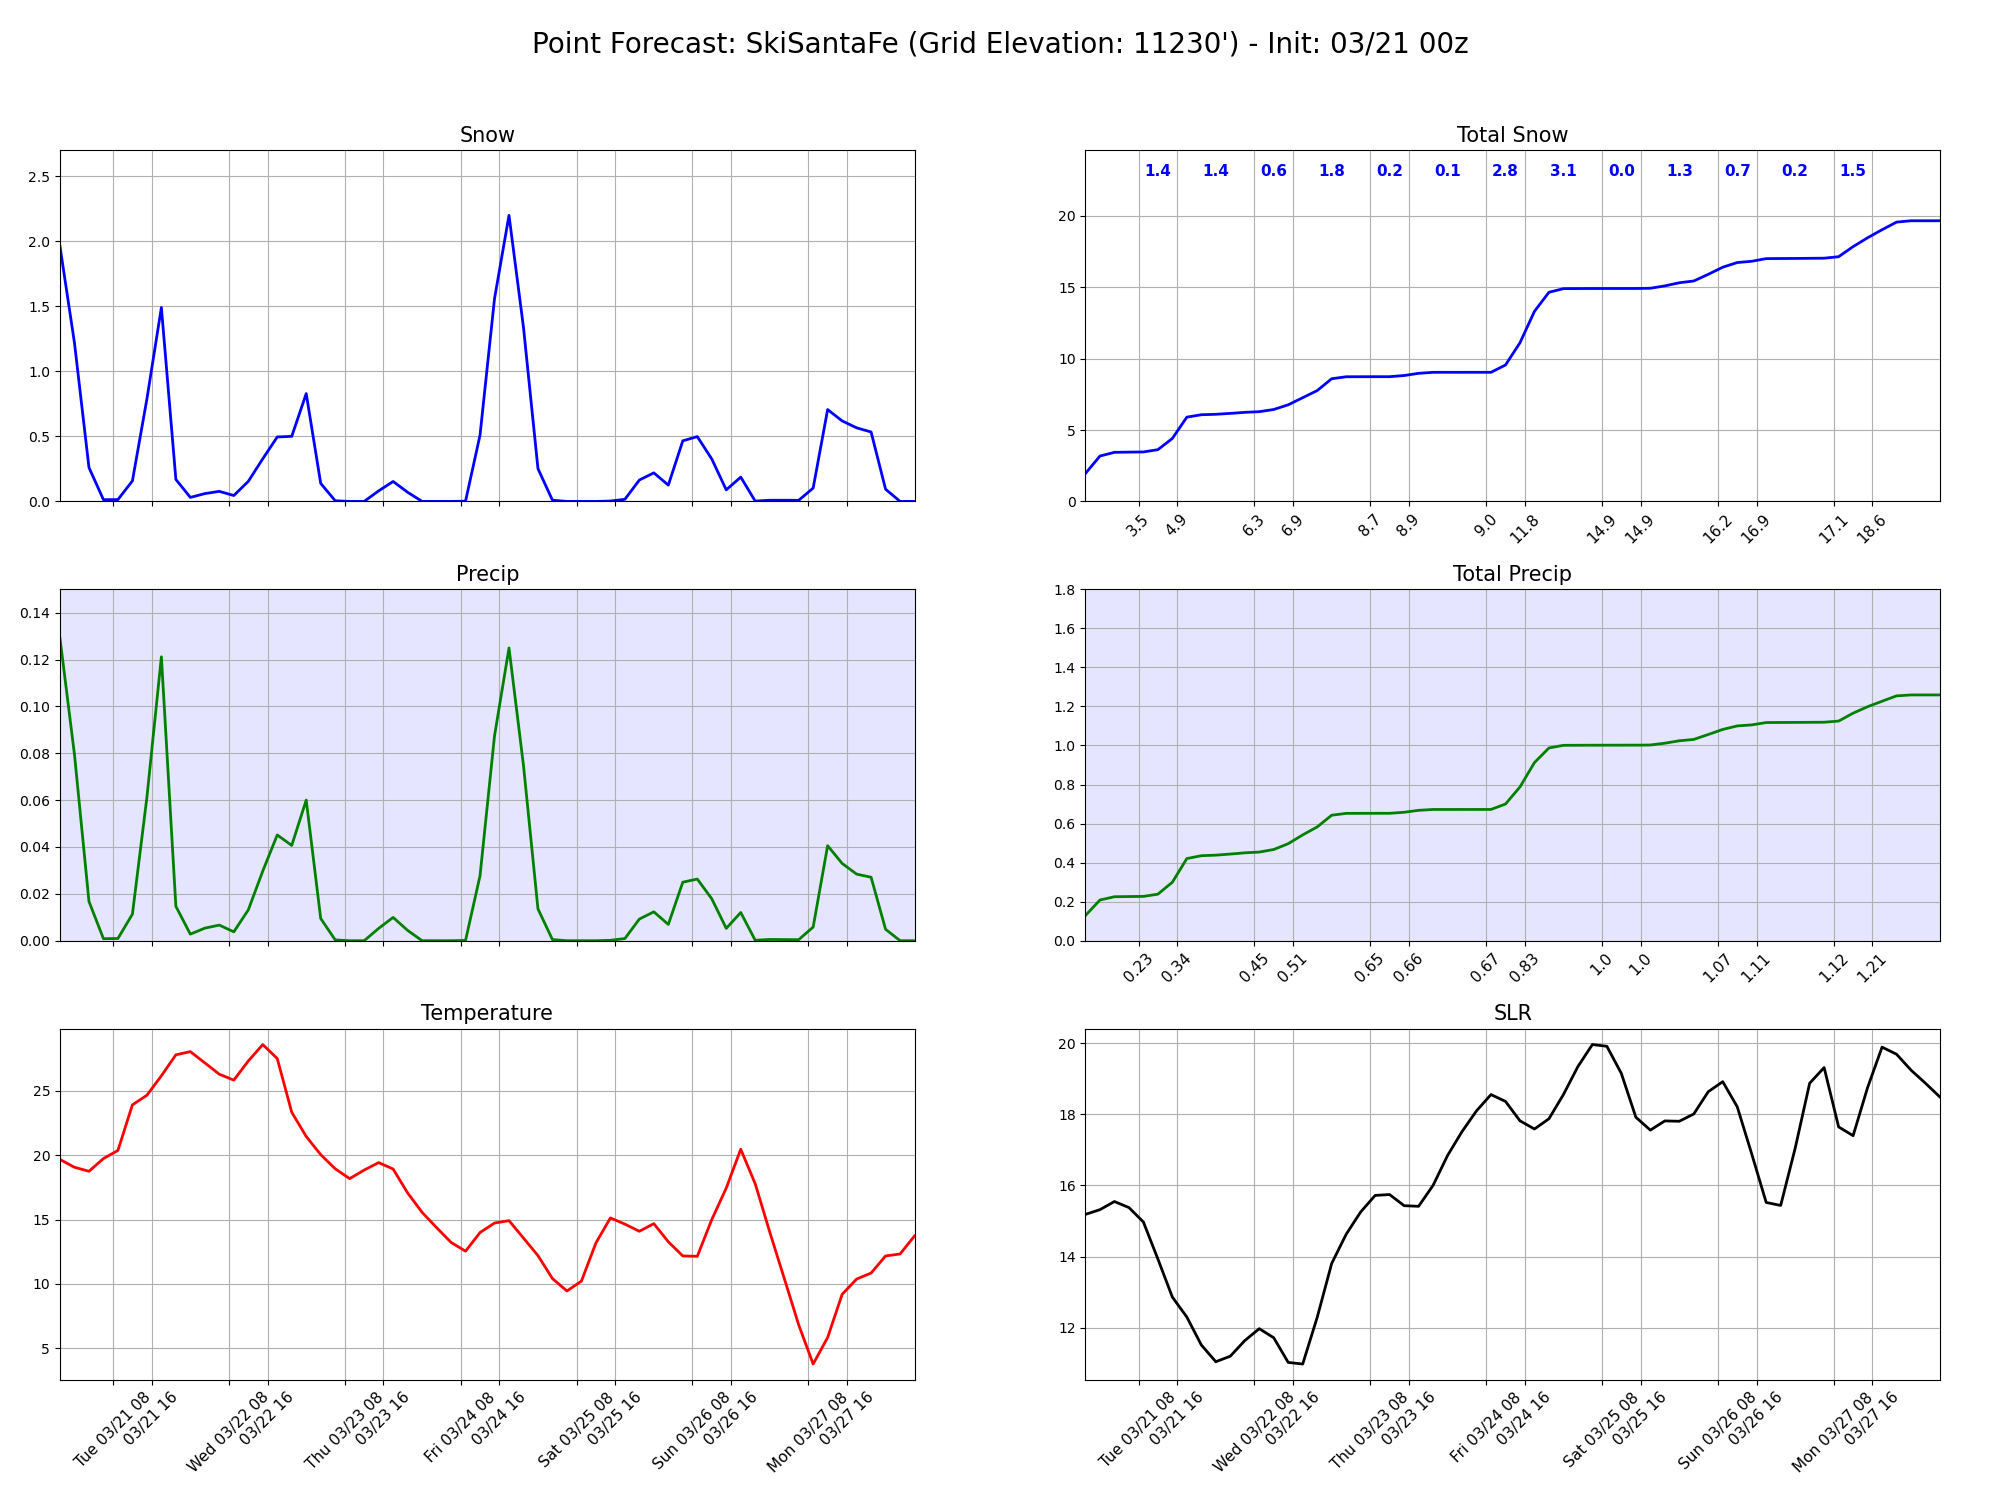 Point Forecast: SkiSantaFe (Grid Elevation: 11230') - Init: 03/21 00z
Snow
2.5
2.0
1.5
1.0
0.5
0.0
Total Snow
1.4 1.4 0.6 1.8 0.2 0.1 2.8 3.1 0.0 1.3 0.7 0.2 1.5
20
15
10
5
0
3.5 4.9 6.3 6.9 8.7 8.9 9.0 11.8 14.9 14.9 16.2 16.9 17.1 18.6
Precip
0.14
0.12
0.10
0.08
0.06
0.04
0.02
0.00
Total Precip
1.8
1.6
1.4
1.2
1.0
0.8
0.6
0.4
0.2
0.0
0.23 0.34 0.45 0.51 0.65 0.66 0.67 0.83 1.0 1.0 1.07 1.11 1.12 1.21
Temperature
25
20
15
10
5
Tue 03/21 08
03/21 16
Wed 03/22 08
03/22 16
Thu 03/23 08
03/23 16
Fri 03/24 08
03/24 16
Sat 03/25 08
03/25 16
Sun 03/26 08
03/26 16
Mon 03/27 08
03/27 16
SLR
20
18
16
14
12
Tue 03/21 08
03/21 16
Wed 03/22 08
03/22 16
Thu 03/23 08
03/23 16
Fri 03/24 08
03/24 16
Sat 03/25 08
03/25 16
Sun 03/26 08
03/26 16
Mon 03/27 08
03/27 16